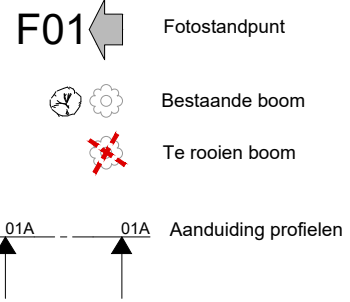 F01 Fotostandpunt
Bestaande boom
Te rooien boom
01A 01A Aanduiding profielen